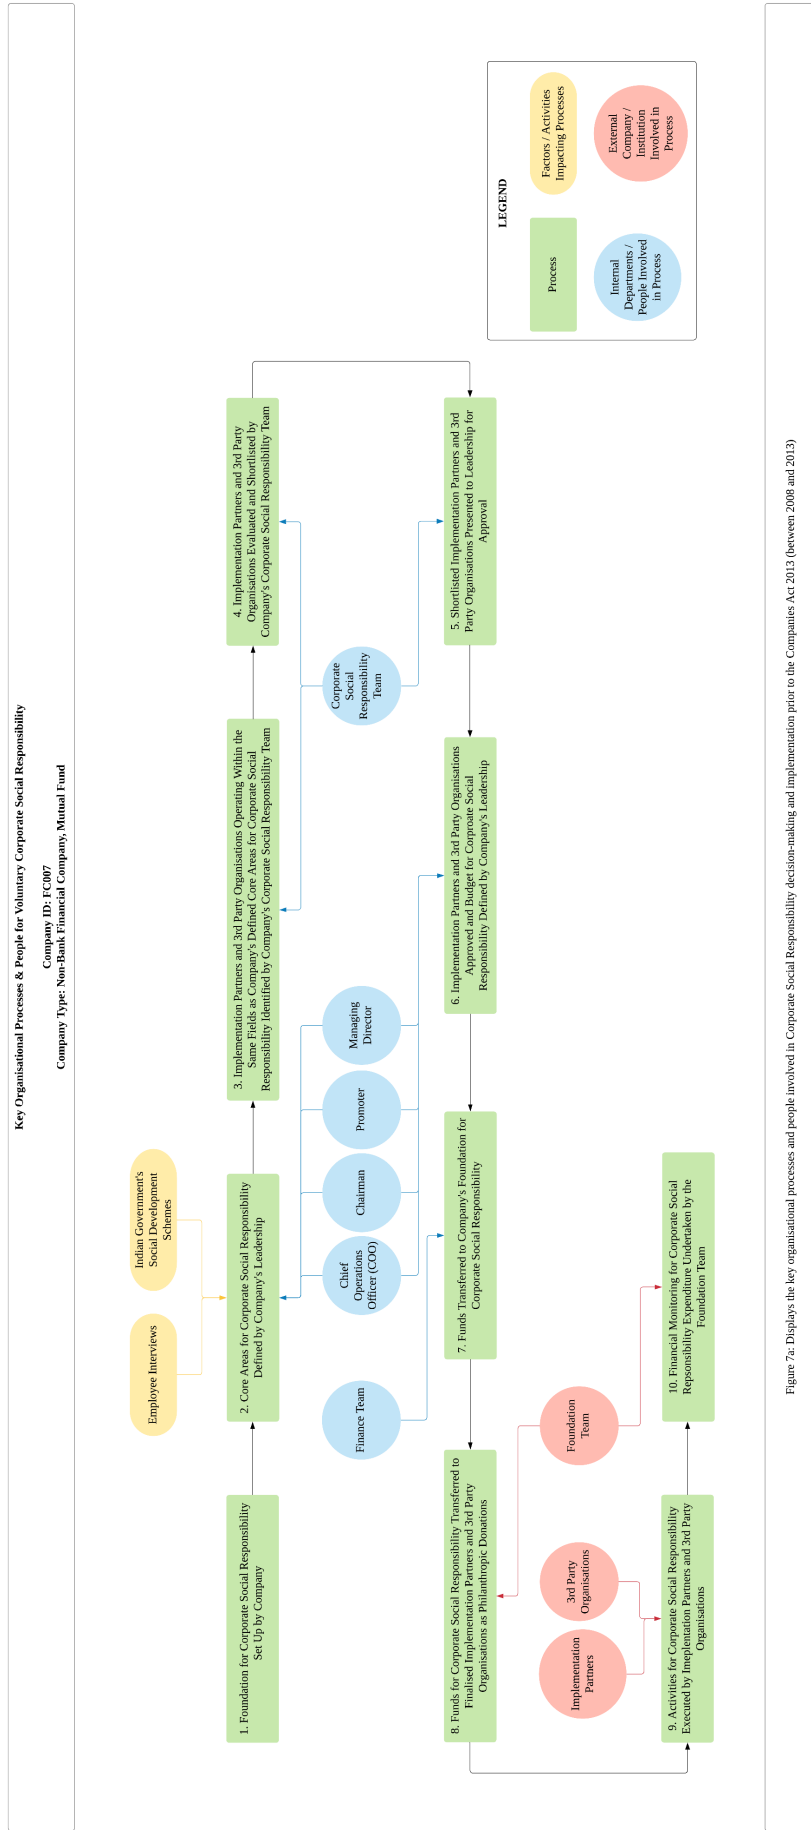 Key Organisational Processes & People for Voluntary Corporate Social Responsibility
Company ID: FC007
Company Type: Non-Bank Financial Company, Mutual Fund
Employee Interviews
Indian Government's
Social Development
Schemes
1. Foundation for Corporate Social Responsibility
Set Up by Company
2. Core Areas for Corporate Social Responsibility
Defined by Company's Leadership
3. Implementation Partners and 3rd Party Organisations Operating Within the
Same Fields as Company's Defined Core Areas for Corporate Social
Responsibility Identified by Company's Corporate Social Responsibility Team
4. Implementation Partners and 3rd Party
Organisations Evaluated and Shortlisted by
Company's Corporate Social Responsibility Team
Finance Team
Chief
Operations
Officer (COO)
Chairman
Promoter
Managing
Director
Corporate
Social
Responsibility
Team
8. Funds for Corporate Social Responsibility Transferred to
Finalised Implementation Partners and 3rd Party
Organisations as Philanthropic Donations
7. Funds Transferred to Company's Foundation for
Corporate Social Responsibility
6. Implementation Partners and 3rd Party Organisations
Approved and Budget for Corproate Social
Responsibility Defined by Company's Leadership
5. Shortlisted Implementation Partners and 3rd
Party Organisations Presented to Leadership for
Approval
Implementation
Partners
3rd Party
Organisations
Foundation
Team
9. Activities for Corporate Social Responsibility
Executed by Imeplentation Partners and 3rd Party
Organisations
10. Financial Monitoring for Corporate Social
Repsonsibility Expenditure Undertaken by the
Foundation Team
LEGEND
Process
Factors / Activities
Impacting Processes
Internal
Departments /
People Involved
in Process
External
Company /
Institution
Involved in
Process
Figure 7a: Displays the key organisational processes and people involved in Corporate Social Responsibility decision-making and implementation prior to the Companies Act 2013 (between 2008 and 2013)